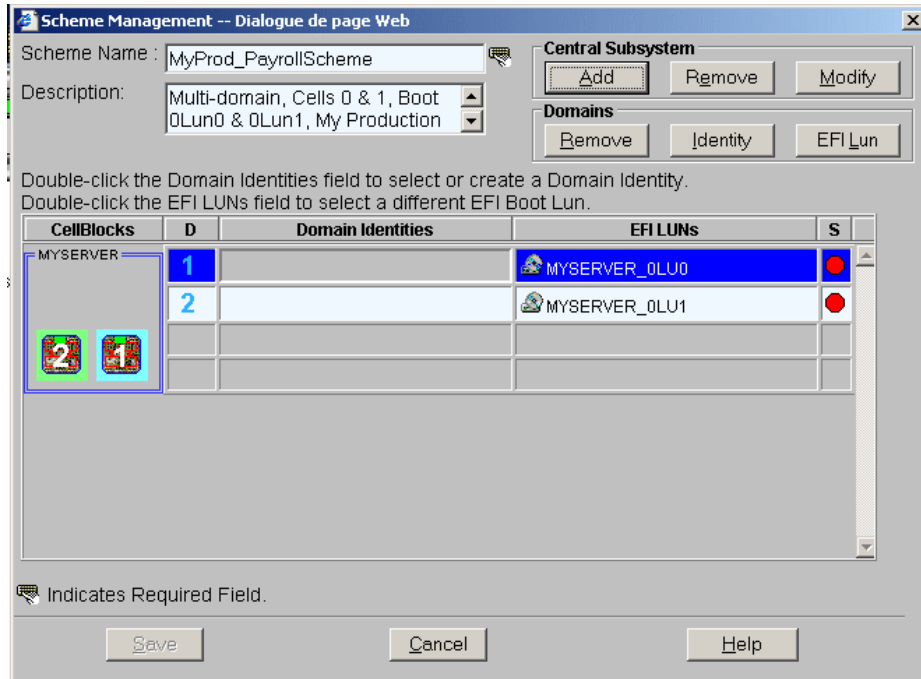 Scheme Management -- Dialogue de page Web
Scheme Name :
MyProd_PayrollScheme
Central Subsystem
Add Remove Modify
Description:
Multi-domain, Cells 0 & 1, Boot
0Lun0 & 0Lun1, My Production
Domains
Remove Identity EFI Lun
Double-click the Domain Identities field to select or create a Domain Identity.
Double-click the EFI LUNs field to select a different EFI Boot Lun.
CellBlocks D Domain Identities EFI LUNs S
MYSERVER
1 MYSERVER_0LU0
2 MYSERVER_0LU1
2 1
Indicates Required Field.
Save Cancel Help